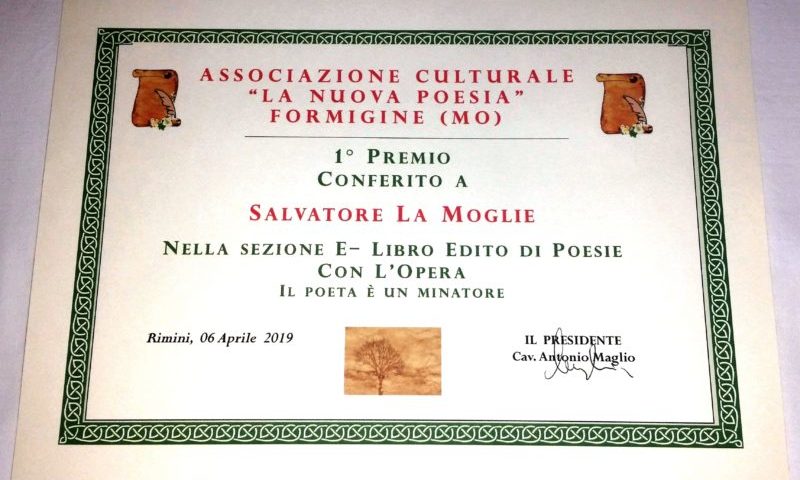 ASSOCIAZIONE CULTURALE
"LA NUOVA POESIA"
FORMIGINE (MO)
1° PREMIO
CONFERITO A
SALVATORE LA MOGLIE
NELLA SEZIONE E- LIBRO EDITO DI POESIE
CON L'OPERA
IL POETA È UN MINATORE
Rimini, 06 Aprile 2019
IL PRESIDENTE
Cav. Antonio Maglio